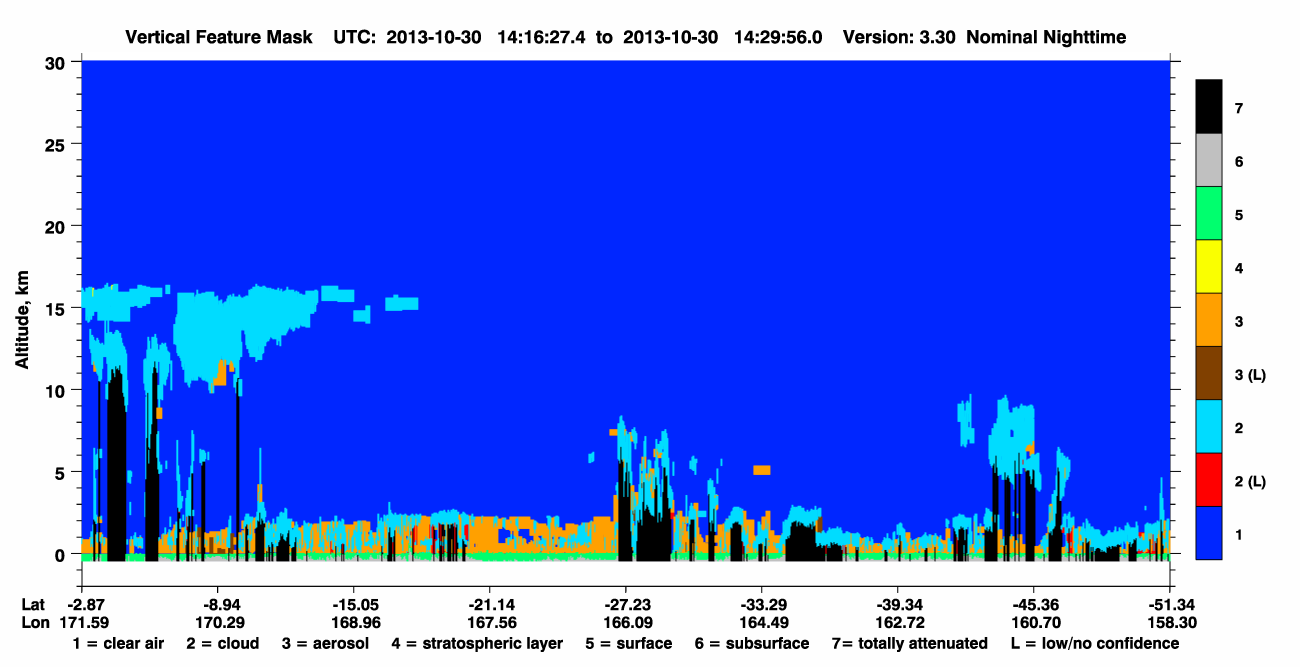 Vertical Feature Mask UTC: 2013-10-30 14:16:27.4 to 2013-10-30 14:29:56.0 Version: 3.30 Nominal Nighttime
30
25
20
15
10
5
0
Altitude, km
7
6
5
4
3
3 (L)
2
2 (L)
1
Lat -2.87 -8.94 -15.05 -21.14 -27.23 -33.29 -39.34 -45.36 -51.34
Lon 171.59 170.29 168.96 167.56 166.09 164.49 162.72 160.70 158.30
1 = clear air 2 = cloud 3 = aerosol 4 = stratospheric layer 5 = surface 6 = subsurface 7= totally attenuated L = low/no confidence